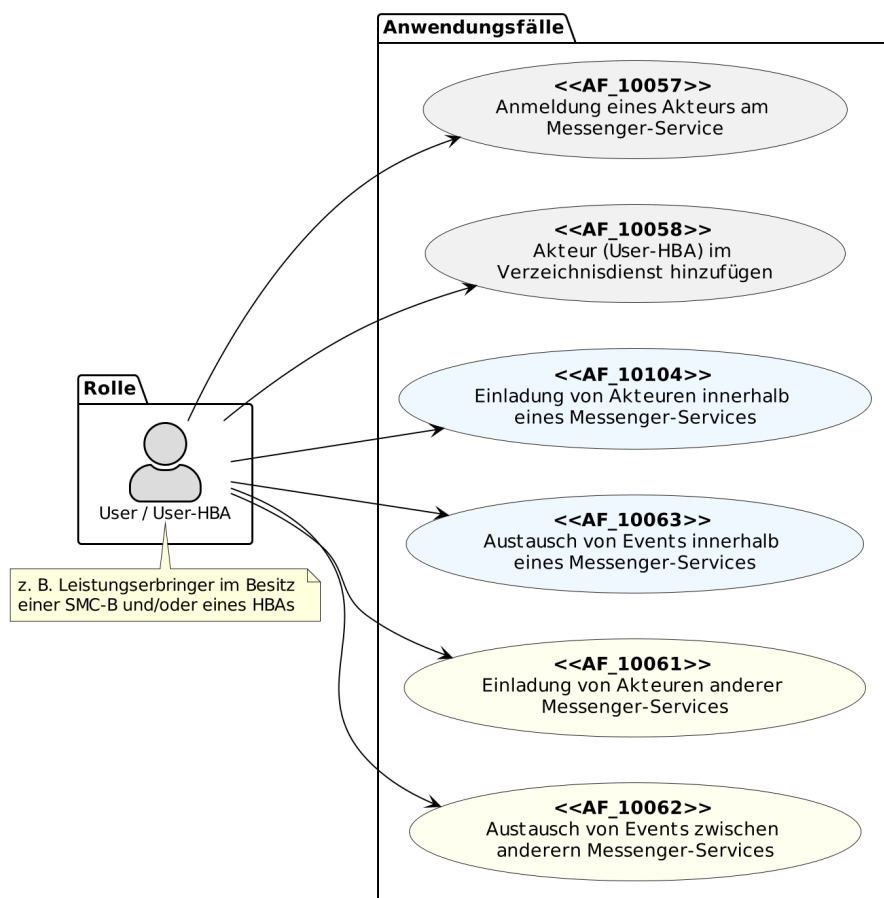 Anwendungsfälle
<<AF_10057>>
Anmeldung eines Akteurs am
Messenger-Service
<<AF_10058>>
Akteur (User-HBA) im
Verzeichnisdienst hinzufügen
Rolle
User / User-HBA
z. B. Leistungserbringer im Besitz
einer SMC-B und/oder eines HBAs
<<AF_10104>>
Einladung von Akteuren innerhalb
eines Messenger-Services
<<AF_10063>>
Austausch von Events innerhalb
eines Messenger-Services
<<AF_10061>>
Einladung von Akteuren anderer
Messenger-Services
<<AF_10062>>
Austausch von Events zwischen
anderern Messenger-Services